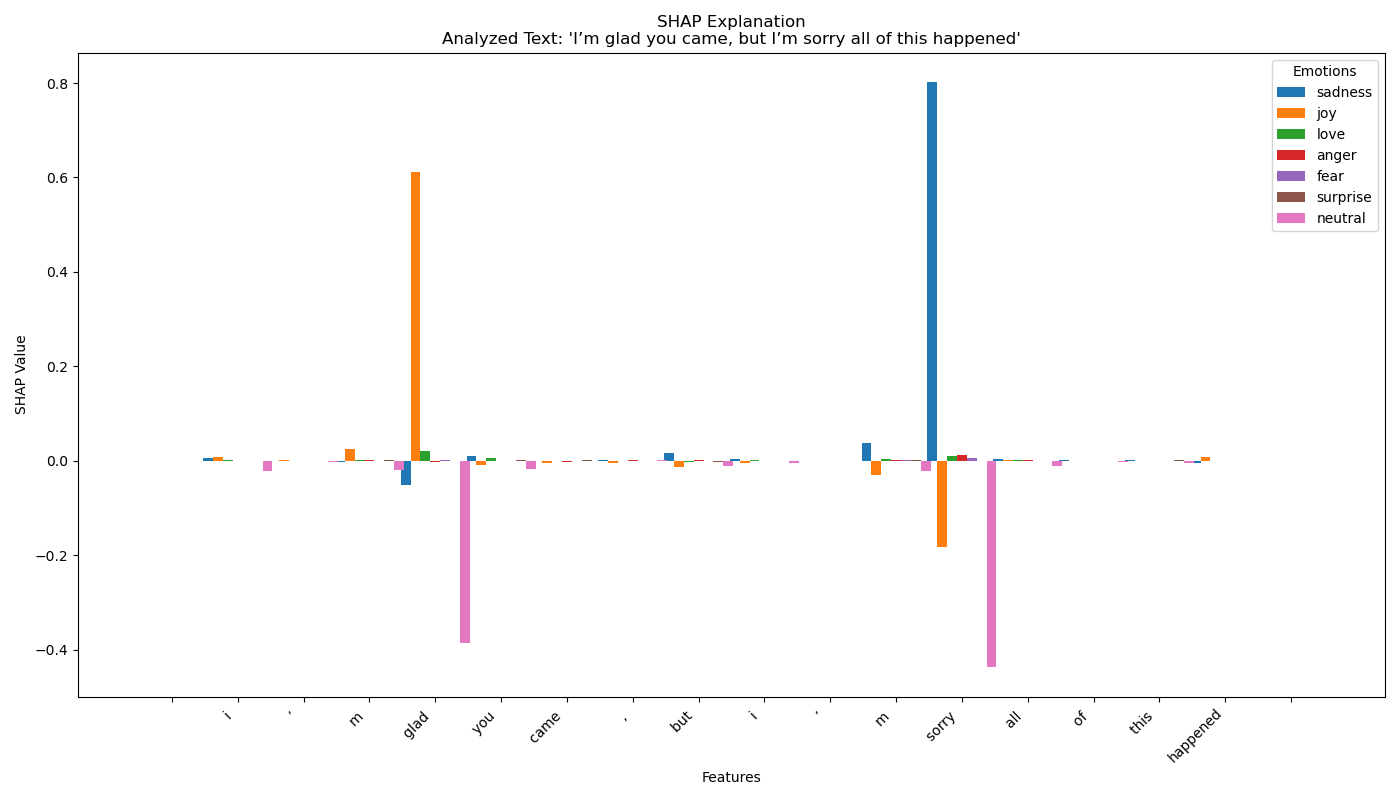 SHAP Explanation
Analyzed Text: 'I’m glad you came, but I’m sorry all of this happened'
Emotions
sadness
joy
love
anger
fear
surprise
neutral
SHAP Value
0.8
0.6
0.4
0.2
0.0
−0.2
−0.4
i ’ m glad you came , but i ’ m sorry all of this happened
Features